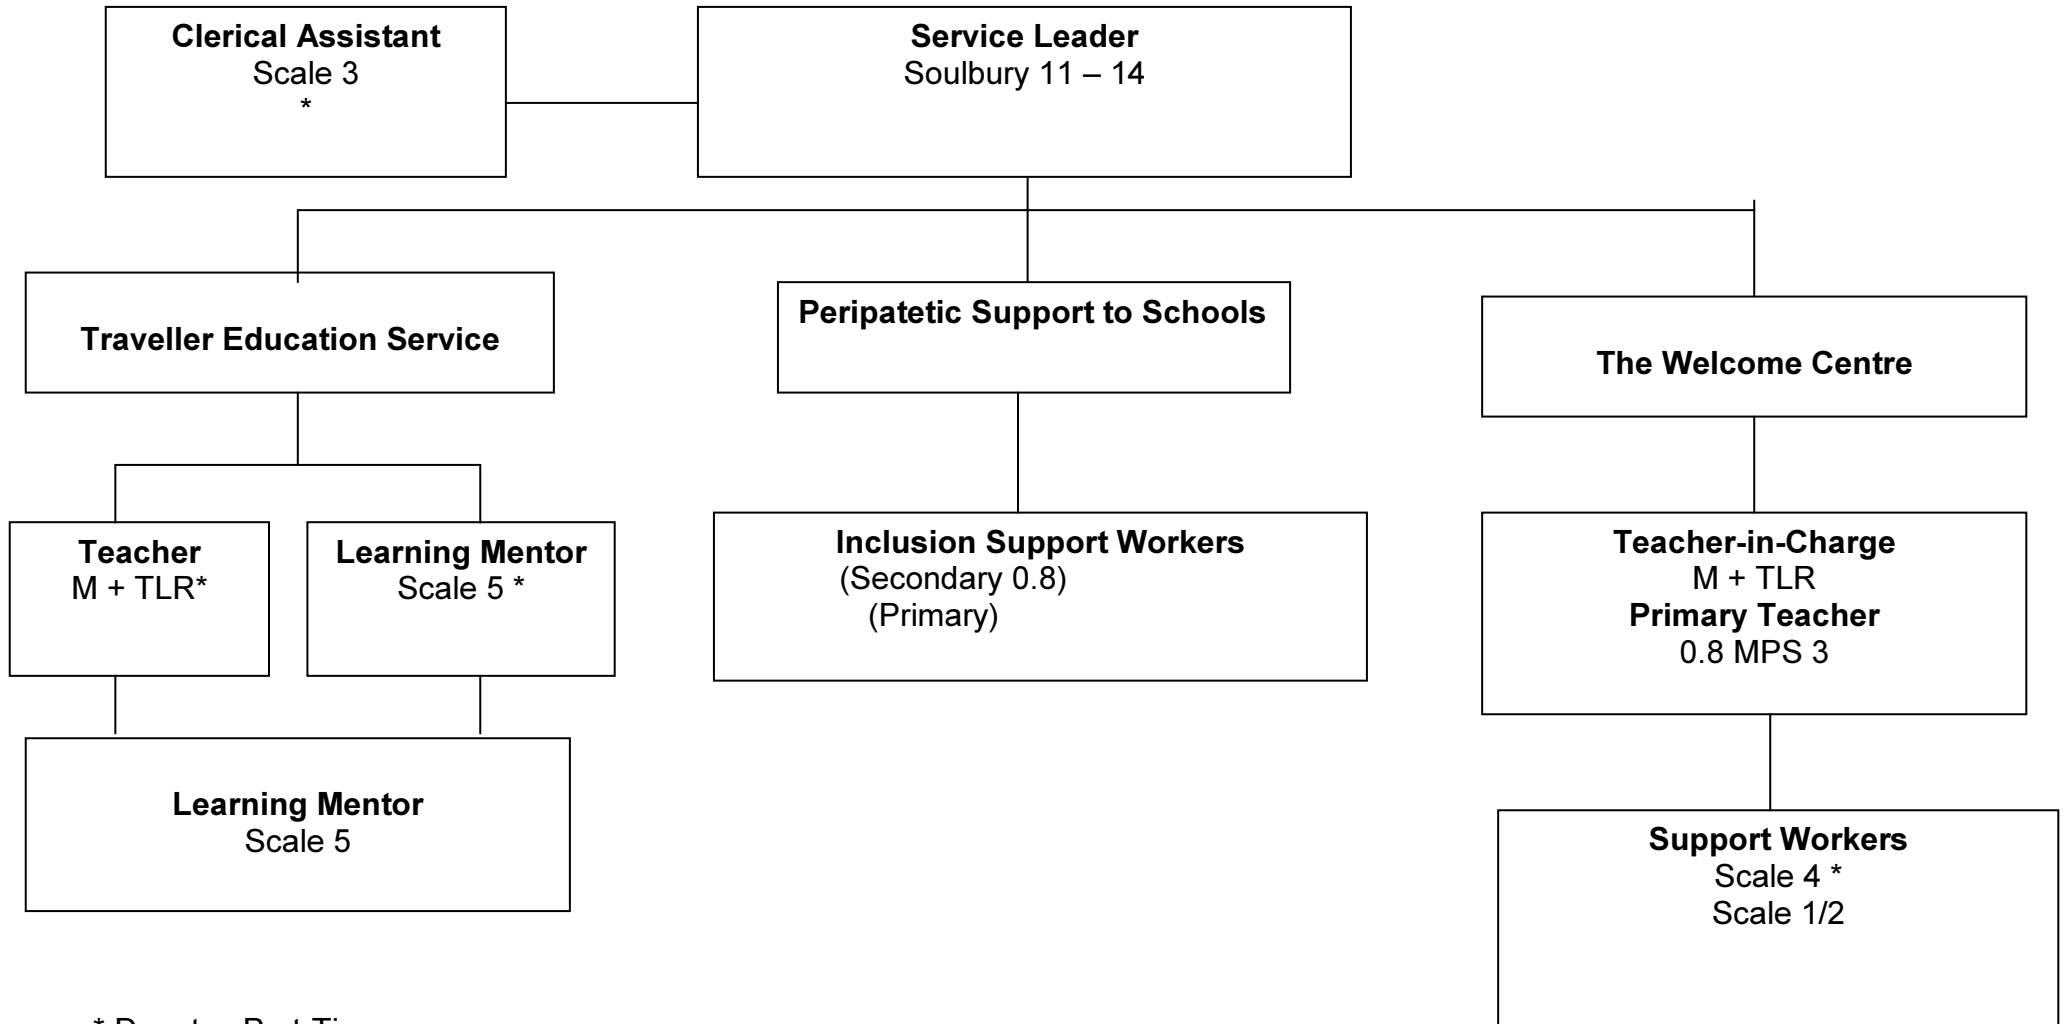 Clerical Assistant
Scale 3
*
Service Leader
Soulbury 11 – 14
Traveller Education Service
Peripatetic Support to Schools
The Welcome Centre
Teacher
M + TLR*
Learning Mentor
Scale 5 *
Inclusion Support Workers
(Secondary 0.8)
(Primary)
Teacher-in-Charge
M + TLR
Primary Teacher
0.8 MPS 3
Learning Mentor
Scale 5
Support Workers
Scale 4 *
Scale 1/2
*